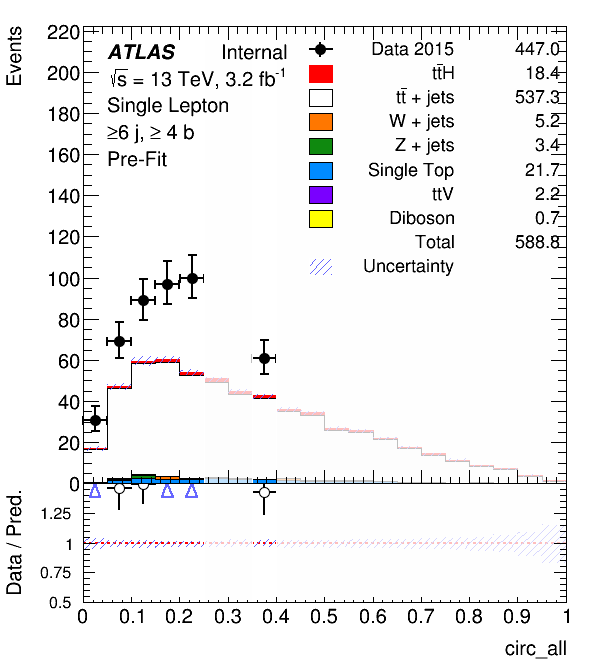 Events
220
200
180
160
140
120
100
80
60
40
20
0
ATLAS Internal
√s = 13 TeV, 3.2 fb⁻¹
Single Lepton
≥6 j, ≥ 4 b
Pre-Fit
Data 2015 447.0
tt̄H 18.4
tt̄ + jets 537.3
W + jets 5.2
Z + jets 3.4
Single Top 21.7
ttV 2.2
Diboson 0.7
Total 588.8
Uncertainty
Data / Pred.
1.25
1
0.75
0.5
0 0.1 0.2 0.3 0.4 0.5 0.6 0.7 0.8 0.9 1
circ_all